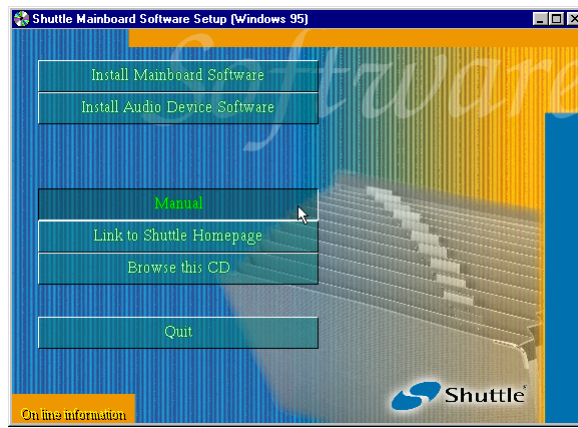 Shuttle Mainboard Software Setup (Windows 95)
Software
Install Mainboard Software
Install Audio Device Software
Manual
Link to Shuttle Homepage
Browse this CD
Quit
Shuttle
On line information